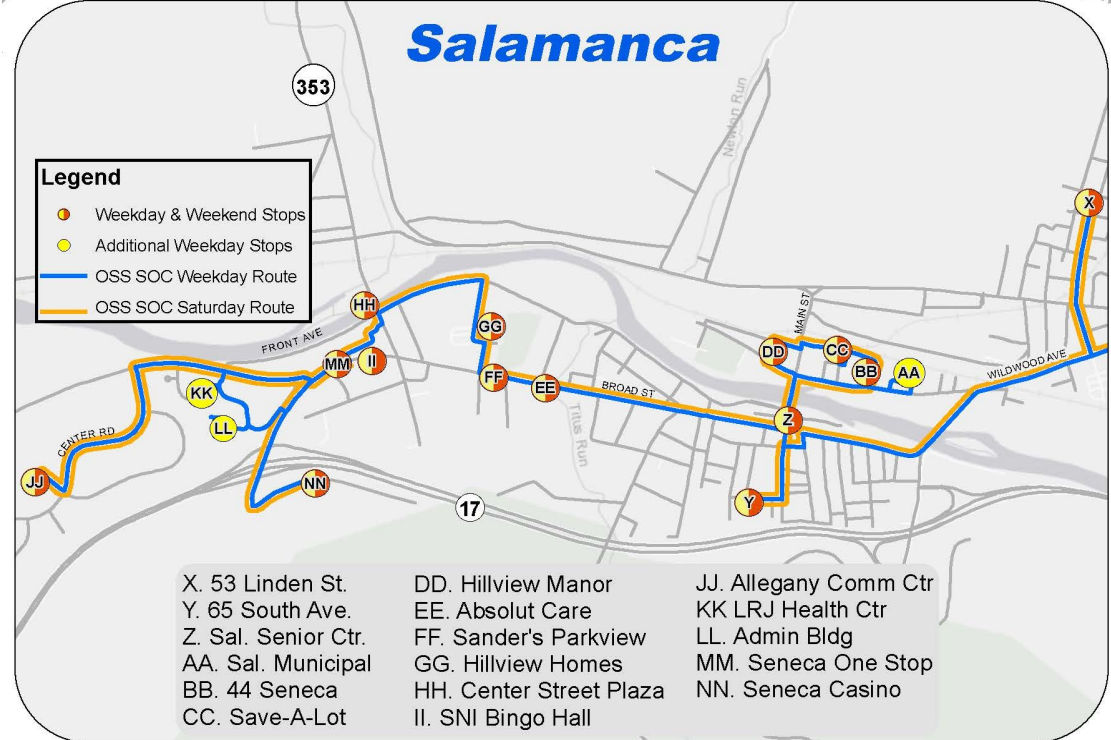 Salamanca
353
Newton Run
Legend
Weekday & Weekend Stops
Additional Weekday Stops
OSS SOC Weekday Route
OSS SOC Saturday Route
X
HH
FRONT AVE
GG
MAIN ST
MM
II
DD
CC
BB
AA
WILDWOOD AVE
FF
EE
BROAD ST
KK
LL
CENTER RD
Titus Run
Z
JJ
NN
Y
17
X. 53 Linden St.
Y. 65 South Ave.
Z. Sal. Senior Ctr.
AA. Sal. Municipal
BB. 44 Seneca
CC. Save-A-Lot
DD. Hillview Manor
EE. Absolut Care
FF. Sander's Parkview
GG. Hillview Homes
HH. Center Street Plaza
II. SNI Bingo Hall
JJ. Allegany Comm Ctr
KK LRJ Health Ctr
LL. Admin Bldg
MM. Seneca One Stop
NN. Seneca Casino